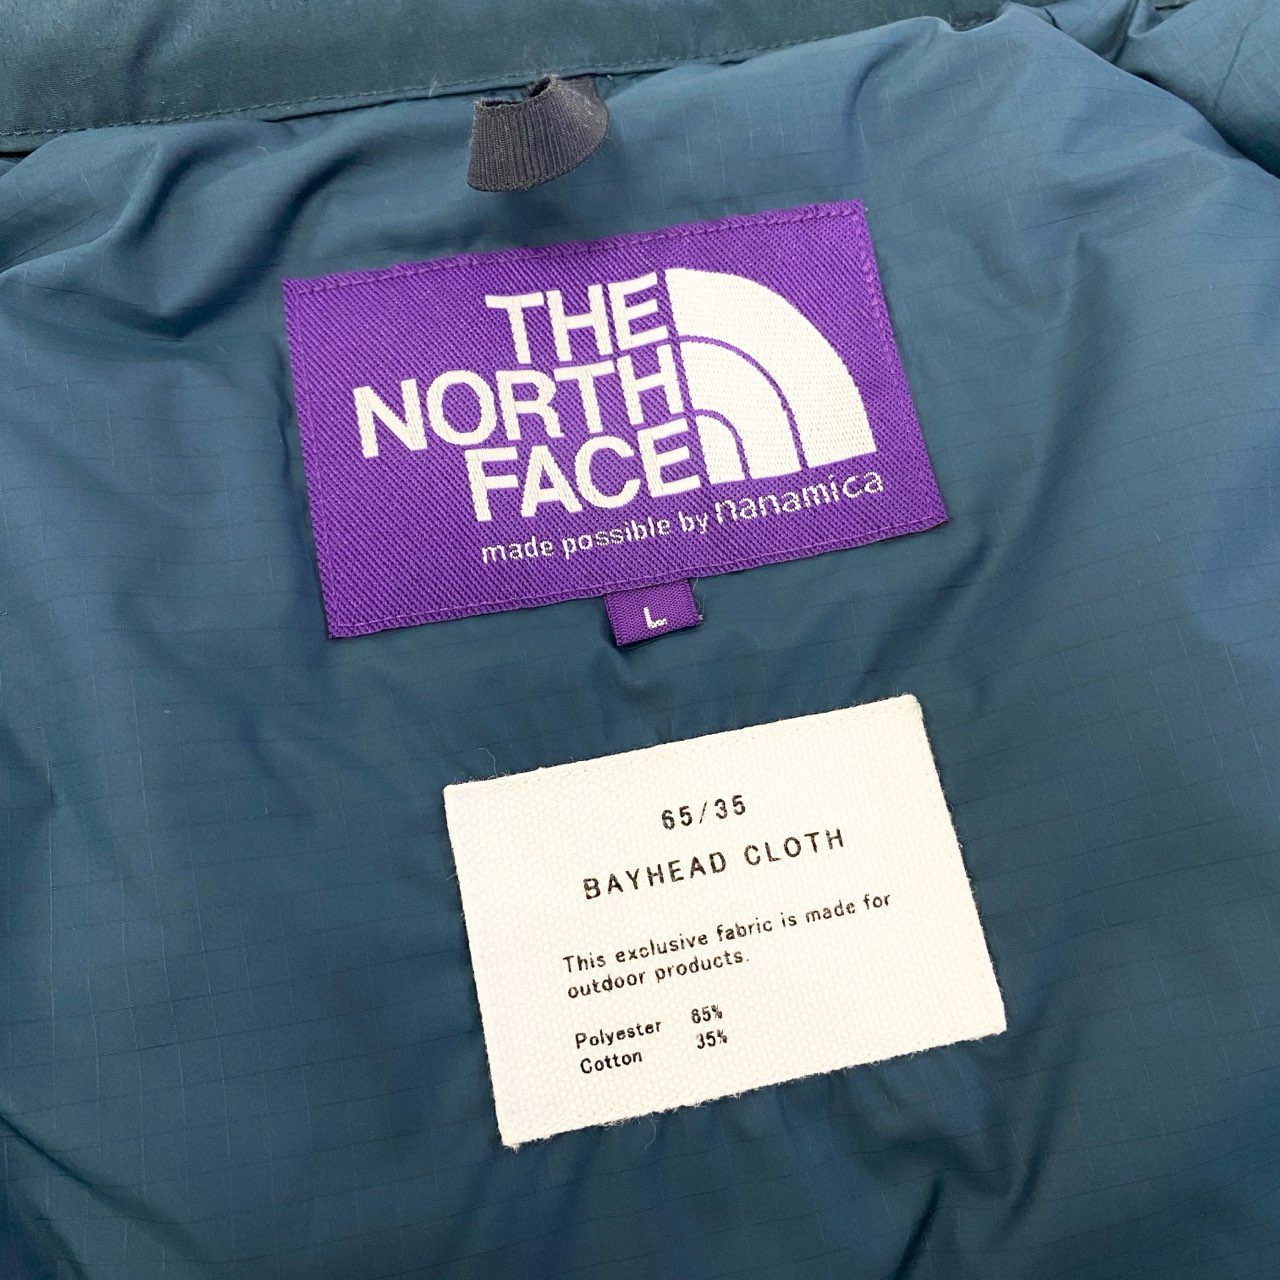 THE
NORTH
FACE
made possible by nanamica
L
65/35
BAYHEAD CLOTH
This exclusive fabric is made for
outdoor products.
Polyester 65%
Cotton 35%